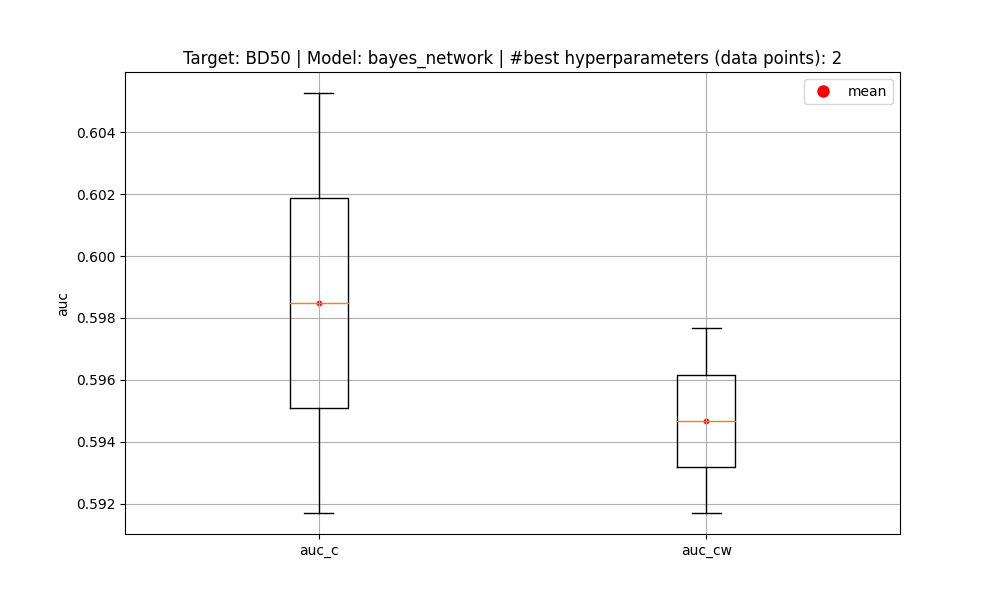 Target: BD50 | Model: bayes_network | #best hyperparameters (data points): 2
mean
0.604
0.602
0.600
0.598
0.596
0.594
0.592
auc
auc_c
auc_cw